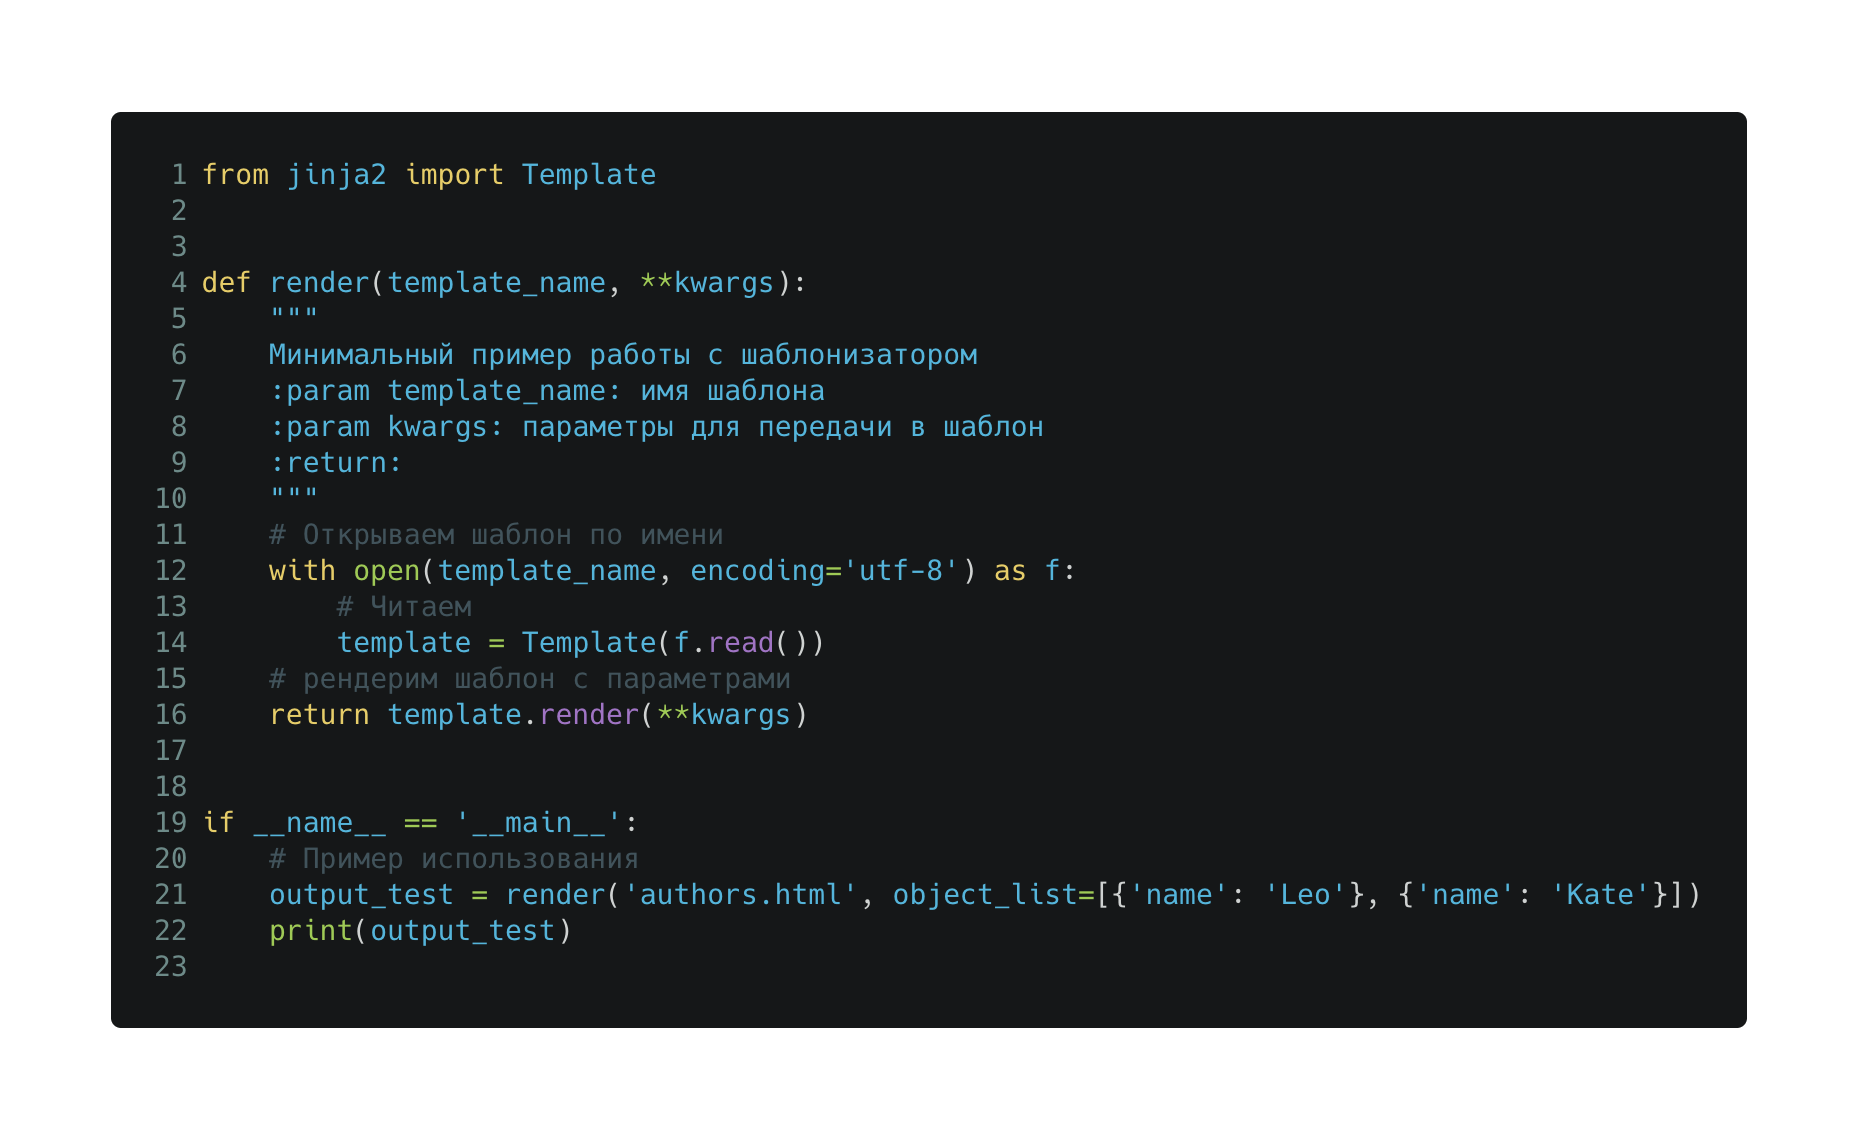 1 from jinja2 import Template
2
3
4 def render(template_name, **kwargs):
5     """
6     Минимальный пример работы с шаблонизатором
7     :param template_name: имя шаблона
8     :param kwargs: параметры для передачи в шаблон
9     :return:
10     """
11     # Открываем шаблон по имени
12     with open(template_name, encoding='utf-8') as f:
13         # Читаем
14         template = Template(f.read())
15     # рендерим шаблон с параметрами
16     return template.render(**kwargs)
17
18
19 if __name__ == '__main__':
20     # Пример использования
21     output_test = render('authors.html', object_list=[{'name': 'Leo'}, {'name': 'Kate'}])
22     print(output_test)
23